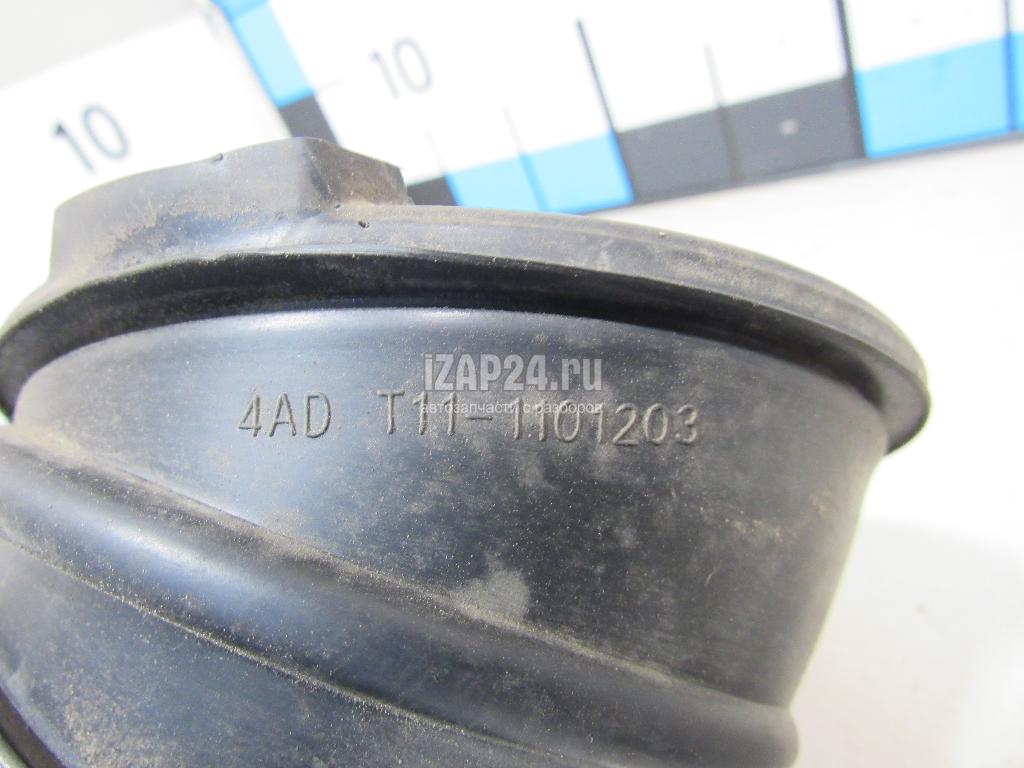 10
10
iZAP24.ru
автозапчасти с разборов
4AD T11-1101203